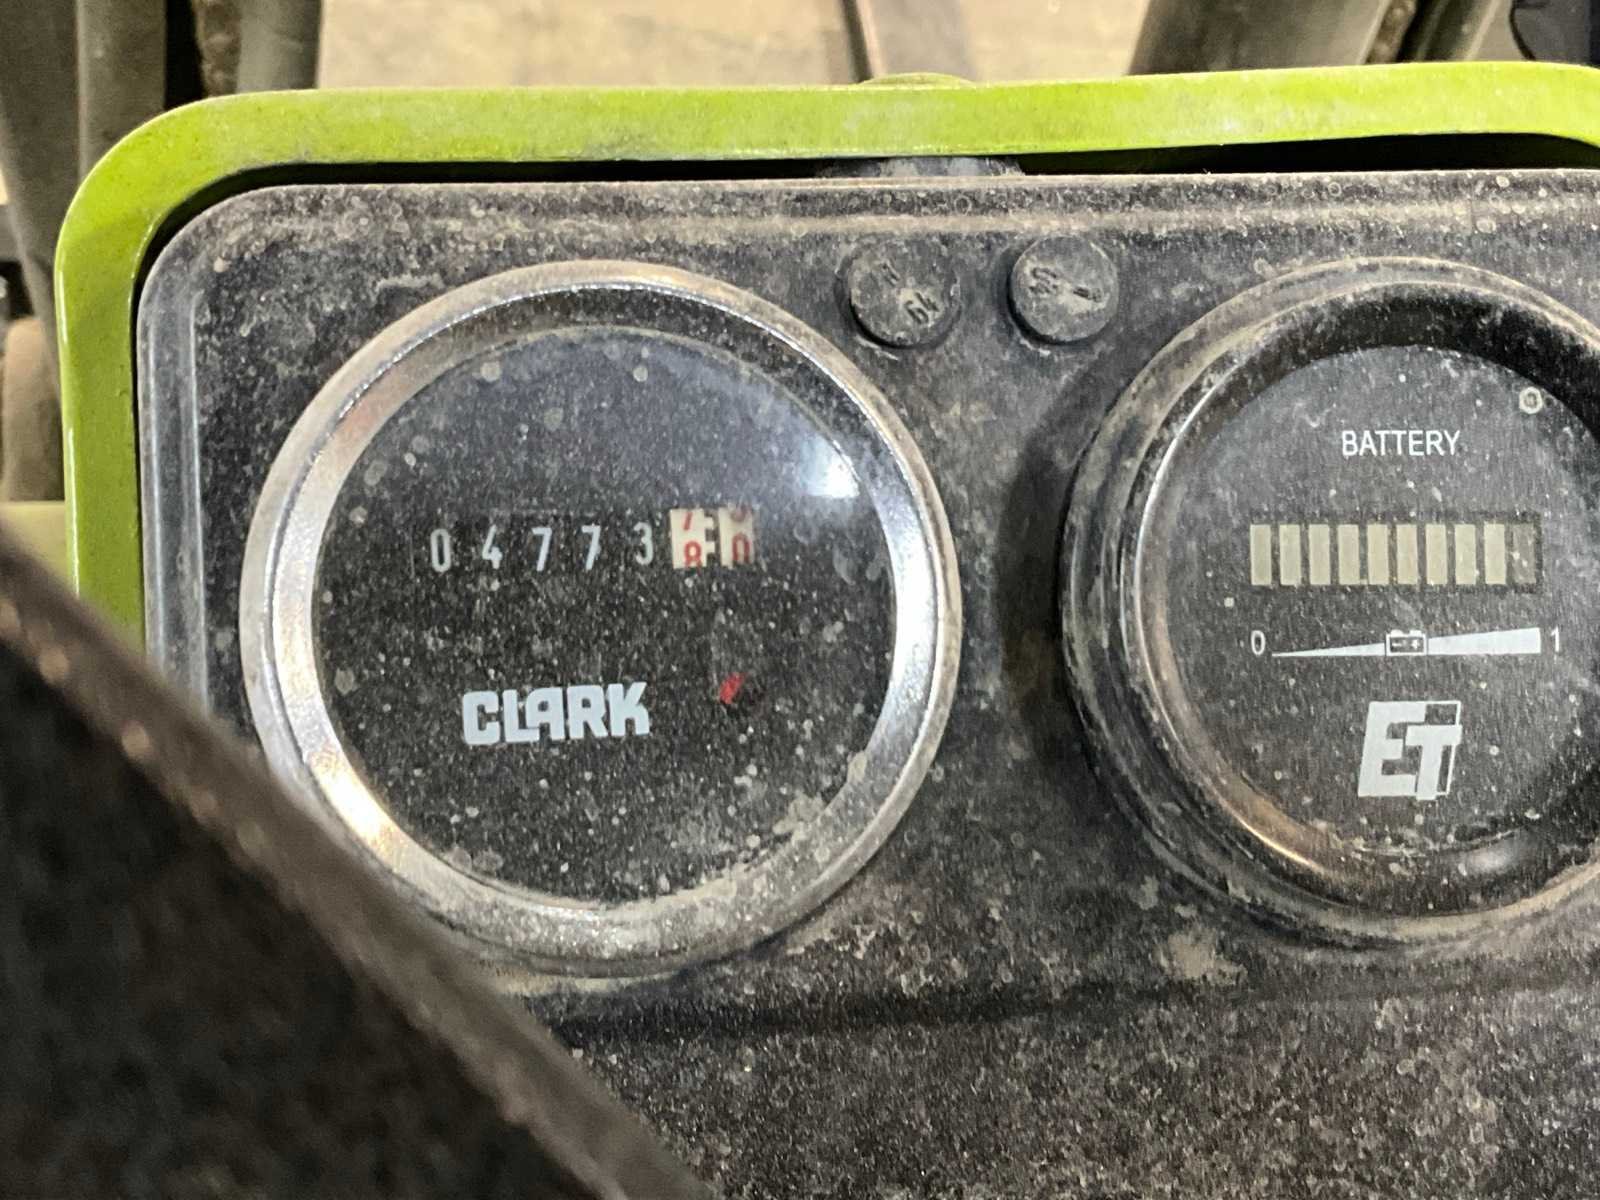 BATTERY
0 4 7 7 3
0 1
CLARK
ET